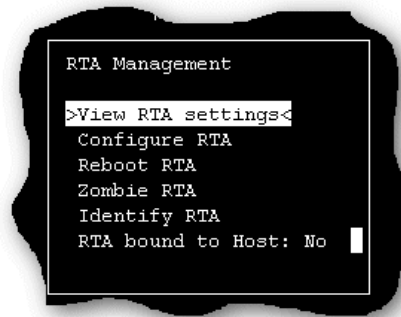 RTA Management
>View RTA settings<
Configure RTA
Reboot RTA
Zombie RTA
Identify RTA
RTA bound to Host: No